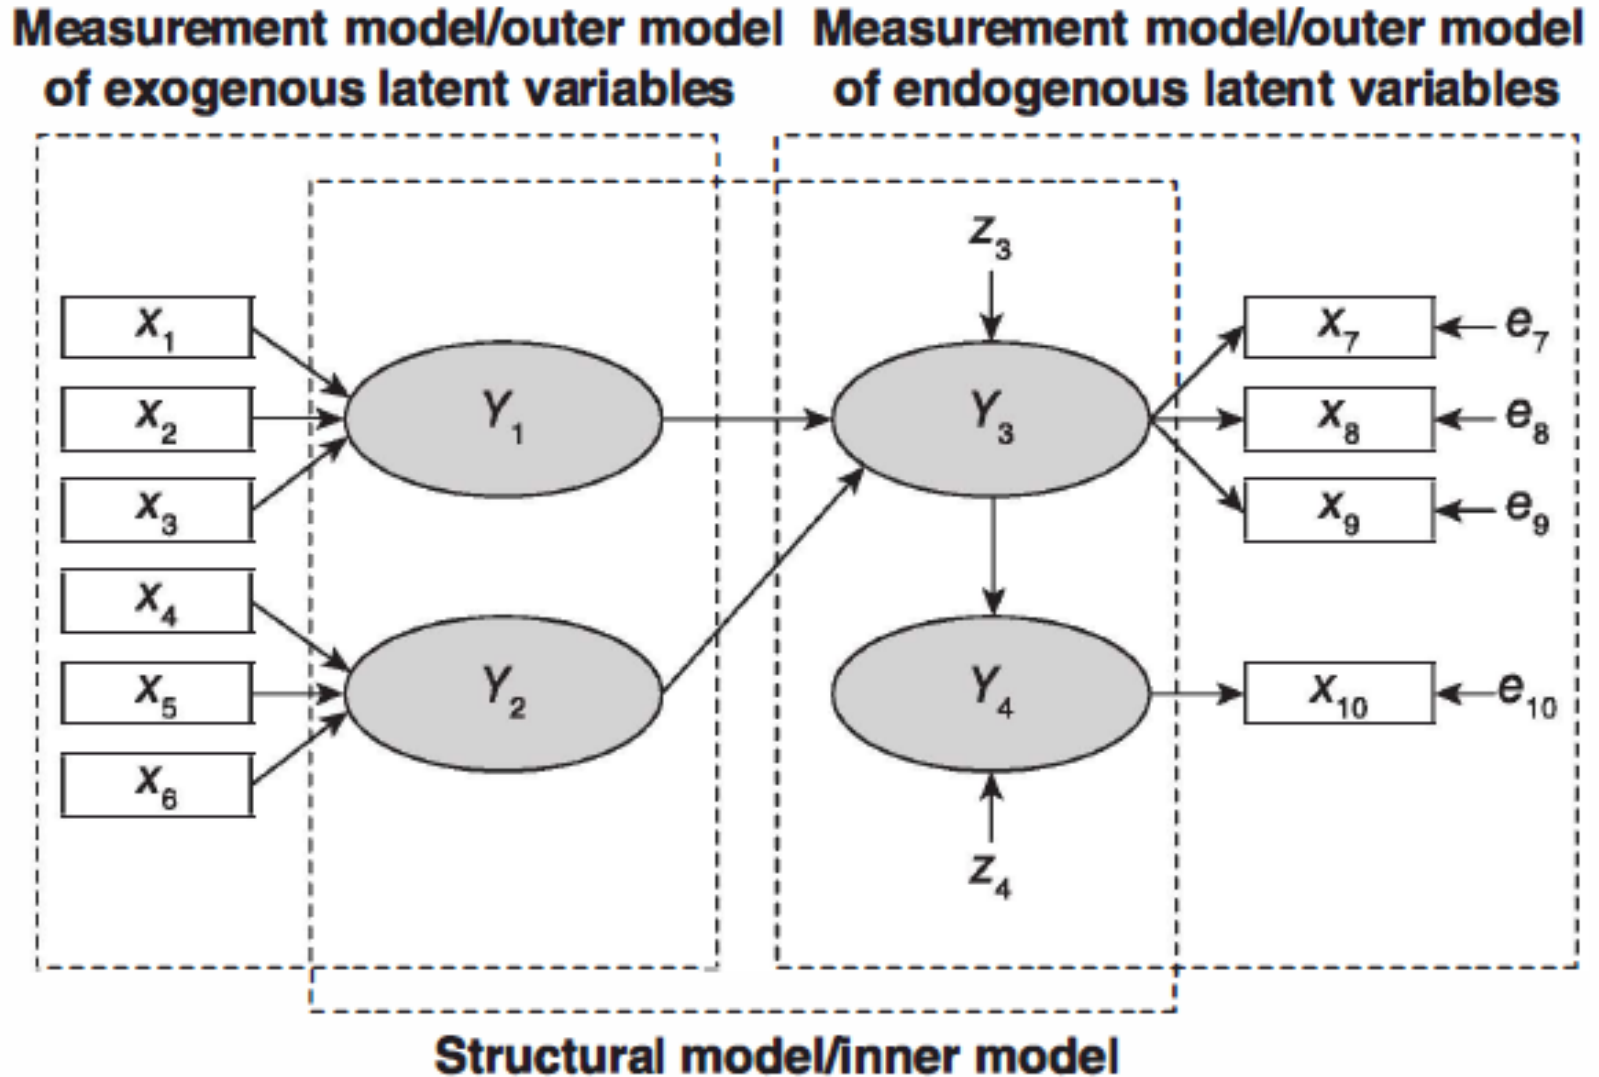 Measurement model/outer model
of exogenous latent variables
Measurement model/outer model
of endogenous latent variables
x1
x2
x3
x4
x5
x6
Y1
Y2
z3
Y3
Y4
z4
x7
x8
x9
x10
e7
e8
e9
e10
Structural model/inner model